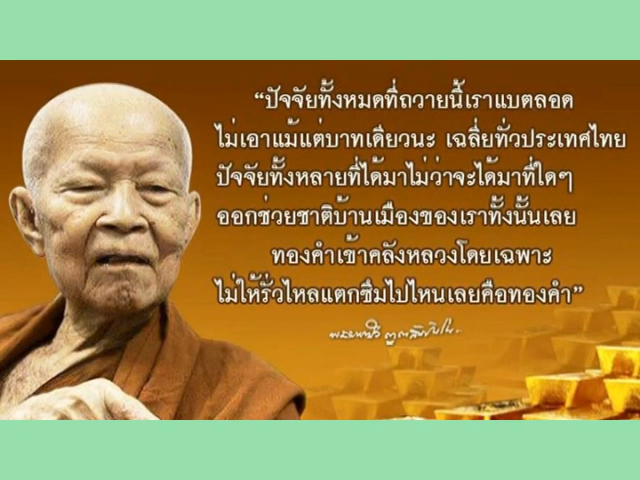 “ปัจจัยทั้งหมดที่ถวายนี้เราแบตลอด
ไม่เอาแม้แต่บาทเดียวนะ เฉลี่ยทั่วประเทศไทย
ปัจจัยทั้งหลายที่ได้มาไม่ว่าจะได้มาที่ใดๆ
ออกช่วยชาติบ้านเมืองของเราทั้งนั้นเลย
ทองคำเข้าคลังหลวงโดยเฉพาะ
ไม่ให้รั่วไหลแตกซึมไปไหนเลยคือทองคำ”